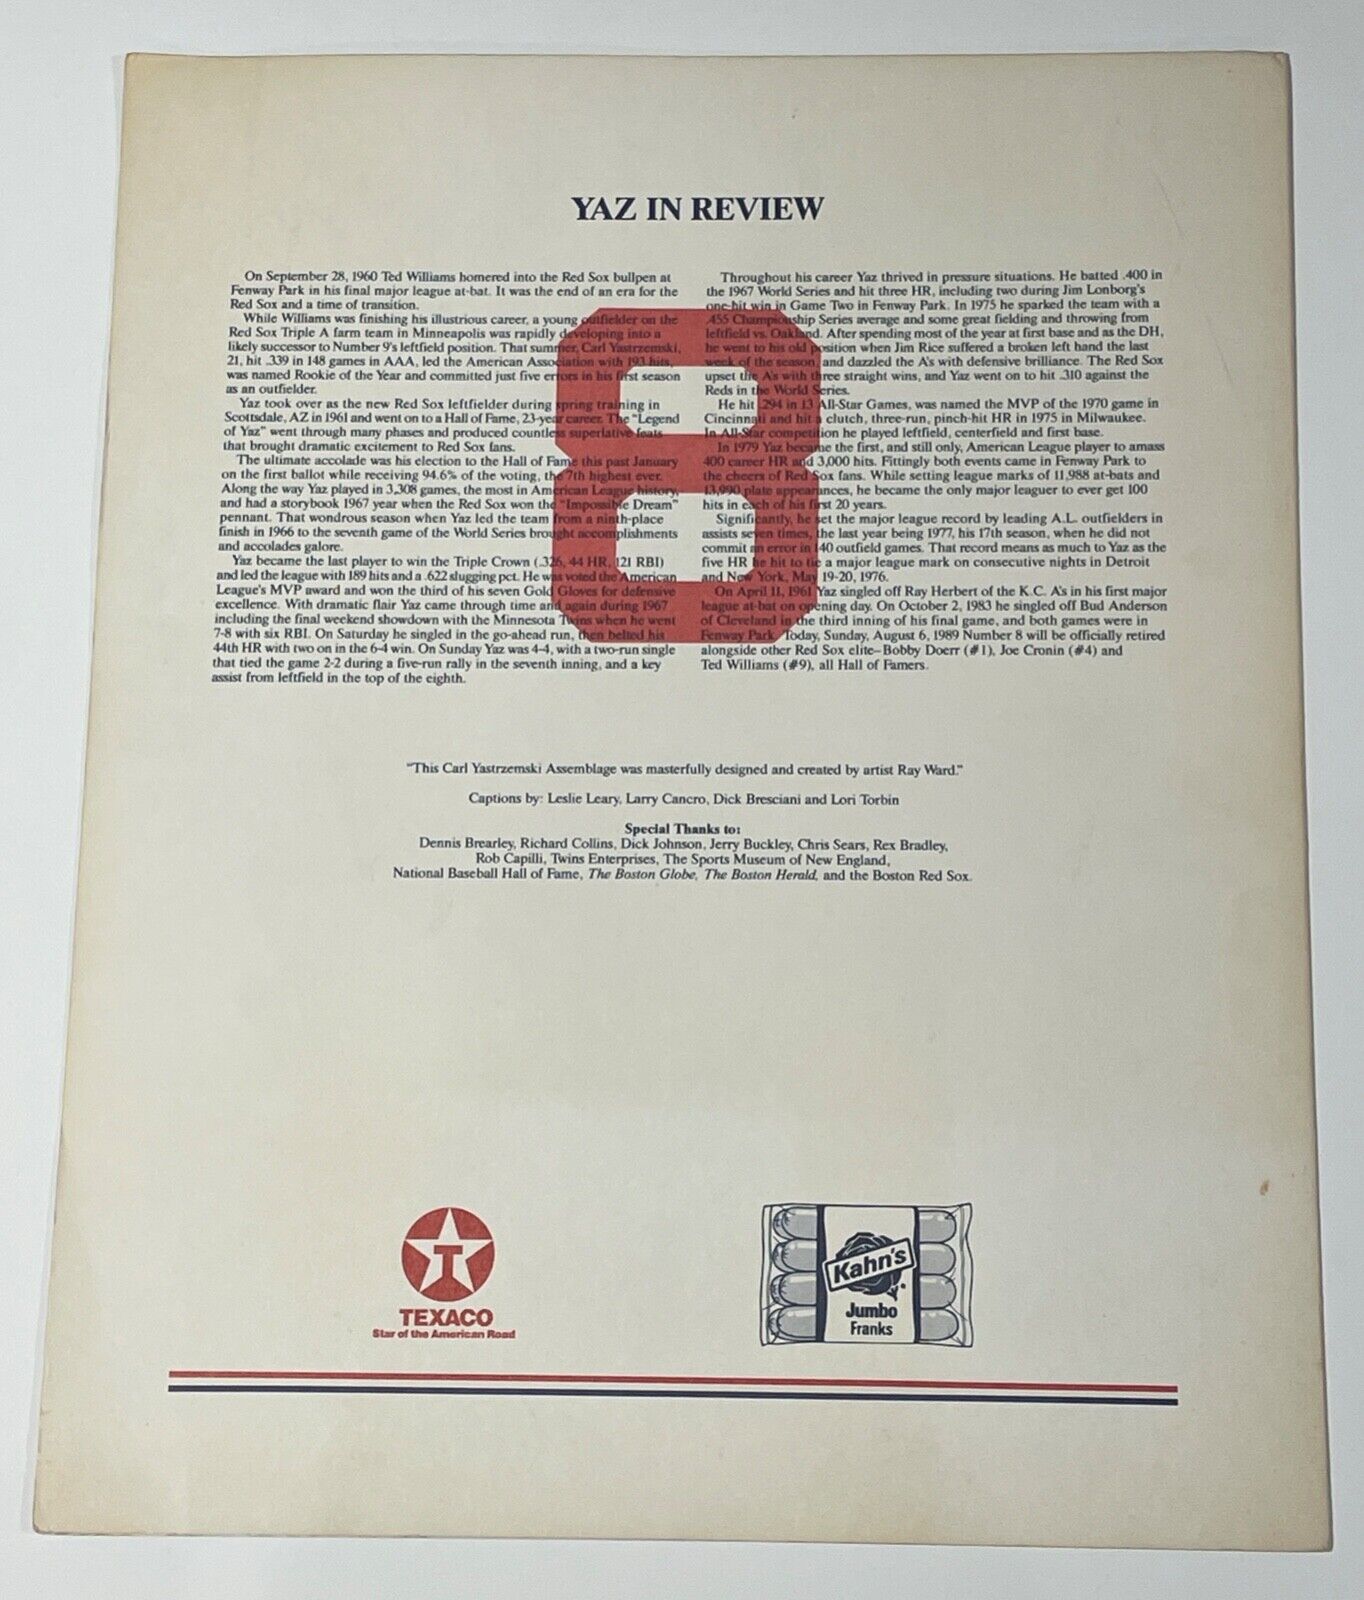 YAZ IN REVIEW
On September 28, 1960 Ted Williams homered into the Red Sox bullpen at
Fenway Park in his final major league at-bat. It was the end of an era for the
Red Sox and a time of transition.
While Williams was finishing his illustrious career, a young outfielder on the
Red Sox Triple A farm team in Minneapolis was rapidly developing into a
likely successor to Number 9's leftfield position. That summer, Carl Yastrzemski,
21, hit .339 in 148 games in AAA, led the American Association with 193 hits,
was named Rookie of the Year and committed just five errors in his first season
as an outfielder.
Yaz took over as the new Red Sox leftfielder during spring training in
Scottsdale, AZ in 1961 and went on to a Hall of Fame, 23-year career. The "Legend
of Yaz" went through many phases and produced countless superlative feats
that brought dramatic excitement to Red Sox fans.
The ultimate accolade was his election to the Hall of Fame this past January
on the first ballot while receiving 94.6% of the voting, the 7th highest ever.
Along the way Yaz played in 3,308 games, the most in American League history,
and had a storybook 1967 year when the Red Sox won the "Impossible Dream"
pennant. That wondrous season when Yaz led the team from a ninth-place
finish in 1966 to the seventh game of the World Series brought accomplishments
and accolades galore.
Yaz became the last player to win the Triple Crown (.326, 44 HR, 121 RBI)
and led the league with 189 hits and a .622 slugging pct. He was voted the American
League's MVP award and won the third of his seven Gold Gloves for defensive
excellence. With dramatic flair Yaz came through time and again during 1967
including the final weekend showdown with the Minnesota Twins when he went
7-8 with six RBI. On Saturday he singled in the go-ahead run, then belted his
44th HR with two on in the 6-4 win. On Sunday Yaz was 4-4, with a two-run single
that tied the game 2-2 during a five-run rally in the seventh inning, and a key
assist from leftfield in the top of the eighth.
Throughout his career Yaz thrived in pressure situations. He batted .400 in
the 1967 World Series and hit three HR, including two during Jim Lonborg's
one-hit win in Game Two in Fenway Park. In 1975 he sparked the team with a
.455 Championship Series average and some great fielding and throwing from
leftfield vs. Oakland. After spending most of the year at first base and as the DH,
he went to his old position when Jim Rice suffered a broken left hand the last
week of the season, and dazzled the A's with defensive brilliance. The Red Sox
upset the A's with three straight wins, and Yaz went on to hit .310 against the
Reds in the World Series.
He hit .294 in 13 All-Star Games, was named the MVP of the 1970 game in
Cincinnati and hit a clutch, three-run, pinch-hit HR in 1975 in Milwaukee.
In All-Star competition he played leftfield, centerfield and first base.
In 1979 Yaz became the first, and still only, American League player to amass
400 career HR and 3,000 hits. Fittingly both events came in Fenway Park to
the cheers of Red Sox fans. While setting league marks of 11,988 at-bats and
13,990 plate appearances, he became the only major leaguer to ever get 100
hits in each of his first 20 years.
Significantly, he set the major league record by leading A.L. outfielders in
assists seven times, the last year being 1977, his 17th season, when he did not
commit an error in 140 outfield games. That record means as much to Yaz as the
five HR he hit to tie a major league mark on consecutive nights in Detroit
and New York, May 19-20, 1976.
On April 11, 1961 Yaz singled off Ray Herbert of the K.C. A's in his first major
league at-bat on opening day. On October 2, 1983 he singled off Bud Anderson
of Cleveland in the third inning of his final game, and both games were in
Fenway Park. Today, Sunday, August 6, 1989 Number 8 will be officially retired
alongside other Red Sox elite—Bobby Doerr (#1), Joe Cronin (#4) and
Ted Williams (#9), all Hall of Famers.
8
"This Carl Yastrzemski Assemblage was masterfully designed and created by artist Ray Ward."
Captions by: Leslie Leary, Larry Cancro, Dick Bresciani and Lori Torbin
Special Thanks to:
Dennis Brearley, Richard Collins, Dick Johnson, Jerry Buckley, Chris Sears, Rex Bradley,
Rob Capilli, Twins Enterprises, The Sports Museum of New England,
National Baseball Hall of Fame, The Boston Globe, The Boston Herald, and the Boston Red Sox.
T
TEXACO
Star of the American Road
Kahn's
Jumbo
Franks